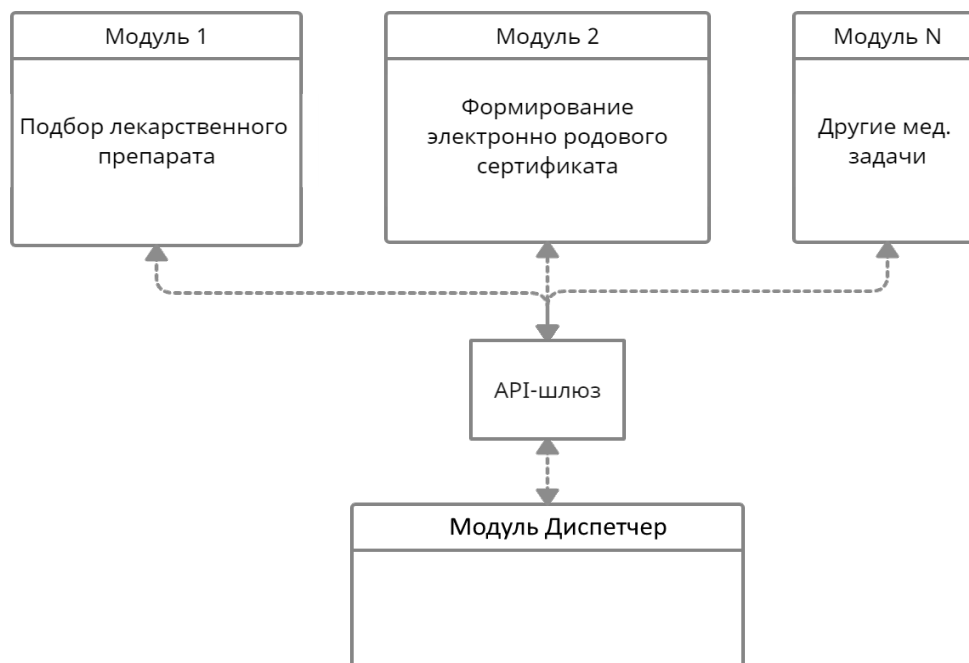 Модуль 1
Модуль 2
Модуль N
Подбор лекарственного
препарата
Формирование
электронно родового
сертификата
Другие мед.
задачи
API-шлюз
Модуль Диспетчер